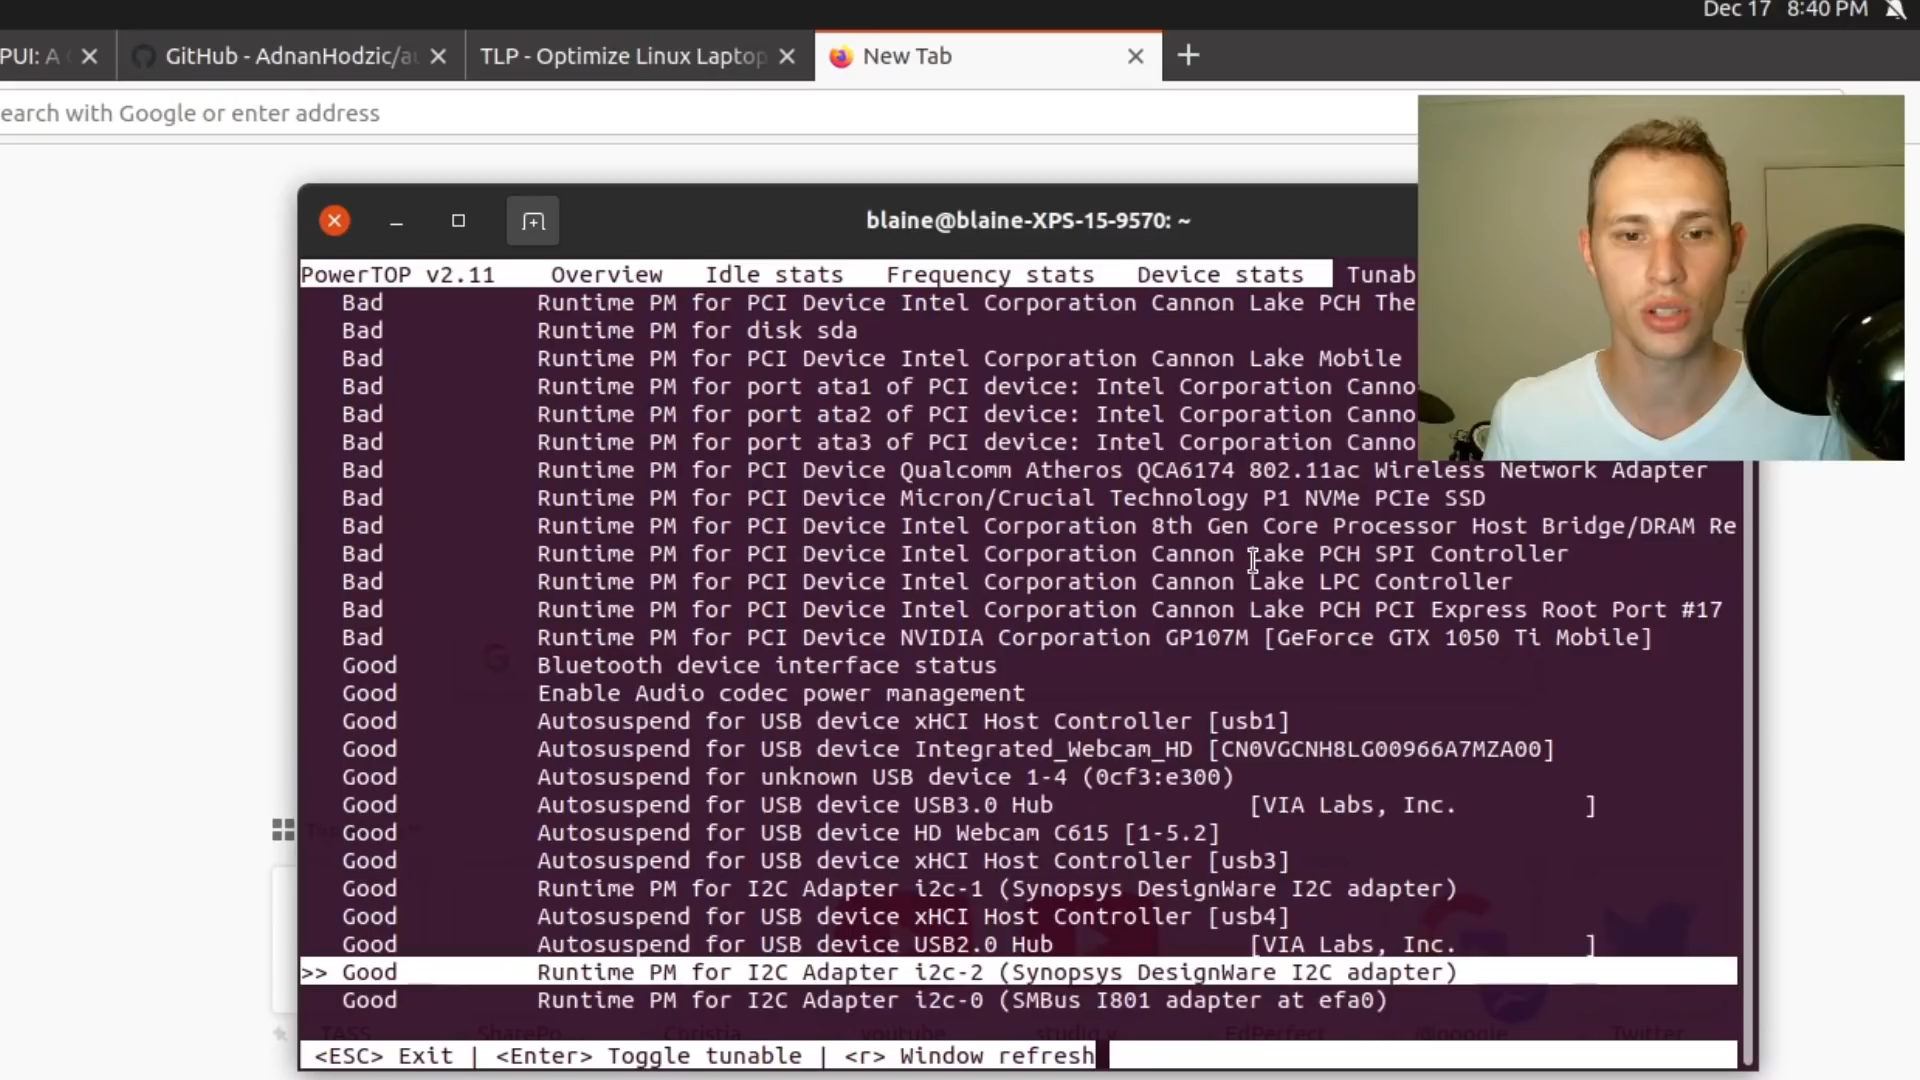 Dec 17 8:40 PM
PUI: A
GitHub - AdnanHodzic/au
TLP - Optimize Linux Laptop
New Tab
earch with Google or enter address
blaine@blaine-XPS-15-9570: ~
PowerTOP v2.11 Overview Idle stats Frequency stats Device stats Tunab
Bad Runtime PM for PCI Device Intel Corporation Cannon Lake PCH The
Bad Runtime PM for disk sda
Bad Runtime PM for PCI Device Intel Corporation Cannon Lake Mobile
Bad Runtime PM for port ata1 of PCI device: Intel Corporation Canno
Bad Runtime PM for port ata2 of PCI device: Intel Corporation Canno
Bad Runtime PM for port ata3 of PCI device: Intel Corporation Canno
Bad Runtime PM for PCI Device Qualcomm Atheros QCA6174 802.11ac Wireless Network Adapter
Bad Runtime PM for PCI Device Micron/Crucial Technology P1 NVMe PCIe SSD
Bad Runtime PM for PCI Device Intel Corporation 8th Gen Core Processor Host Bridge/DRAM Re
Bad Runtime PM for PCI Device Intel Corporation Cannon Lake PCH SPI Controller
Bad Runtime PM for PCI Device Intel Corporation Cannon Lake LPC Controller
Bad Runtime PM for PCI Device Intel Corporation Cannon Lake PCH PCI Express Root Port #17
Bad Runtime PM for PCI Device NVIDIA Corporation GP107M [GeForce GTX 1050 Ti Mobile]
Good Bluetooth device interface status
Good Enable Audio codec power management
Good Autosuspend for USB device xHCI Host Controller [usb1]
Good Autosuspend for USB device Integrated_Webcam_HD [CN0VGCNH8LG00966A7MZA00]
Good Autosuspend for unknown USB device 1-4 (0cf3:e300)
Good Autosuspend for USB device USB3.0 Hub [VIA Labs, Inc. ]
Good Autosuspend for USB device HD Webcam C615 [1-5.2]
Good Autosuspend for USB device xHCI Host Controller [usb3]
Good Runtime PM for I2C Adapter i2c-1 (Synopsys DesignWare I2C adapter)
Good Autosuspend for USB device xHCI Host Controller [usb4]
Good Autosuspend for USB device USB2.0 Hub [VIA Labs, Inc. ]
>> Good Runtime PM for I2C Adapter i2c-2 (Synopsys DesignWare I2C adapter)
Good Runtime PM for I2C Adapter i2c-0 (SMBus I801 adapter at efa0)
TASS SharePo... Christia youtube studio.y EdPerfect @google Twitter
<ESC> Exit | <Enter> Toggle tunable | <r> Window refresh